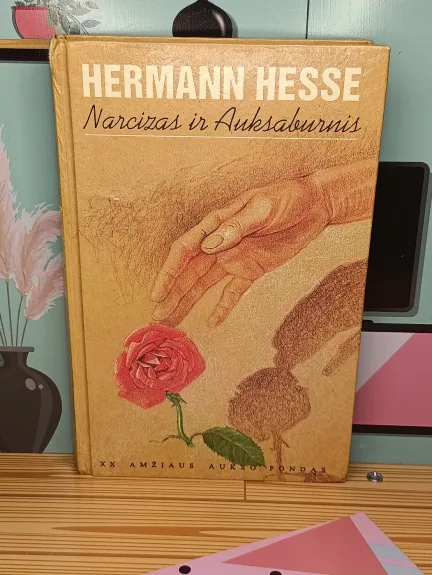 HERMANN HESSE
Narcizas ir Auksaburnis
XX AMŽIAUS AUKSO FONDAS